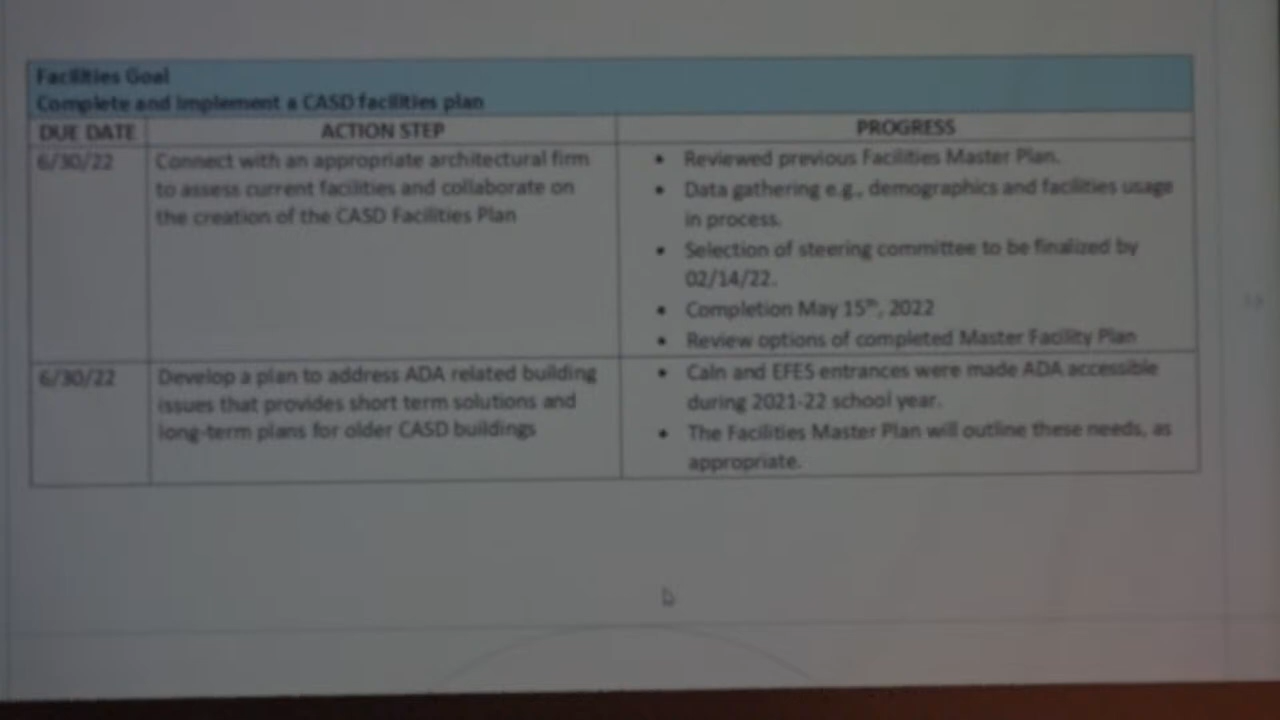 Facilities Goal
Complete and implement a CASD facilities plan
DUE DATE ACTION STEP PROGRESS
6/30/22
Connect with an appropriate architectural firm
to assess current facilities and collaborate on
the creation of the CASD Facilities Plan
• Reviewed previous Facilities Master Plan.
• Data gathering e.g., demographics and facilities usage
in process.
• Selection of steering committee to be finalized by
02/14/22.
• Completion May 15th, 2022
• Review options of completed Master Facility Plan
6/30/22
Develop a plan to address ADA related building
issues that provides short term solutions and
long-term plans for older CASD buildings
• Caln and EFES entrances were made ADA accessible
during 2021-22 school year.
• The Facilities Master Plan will outline these needs, as
appropriate.